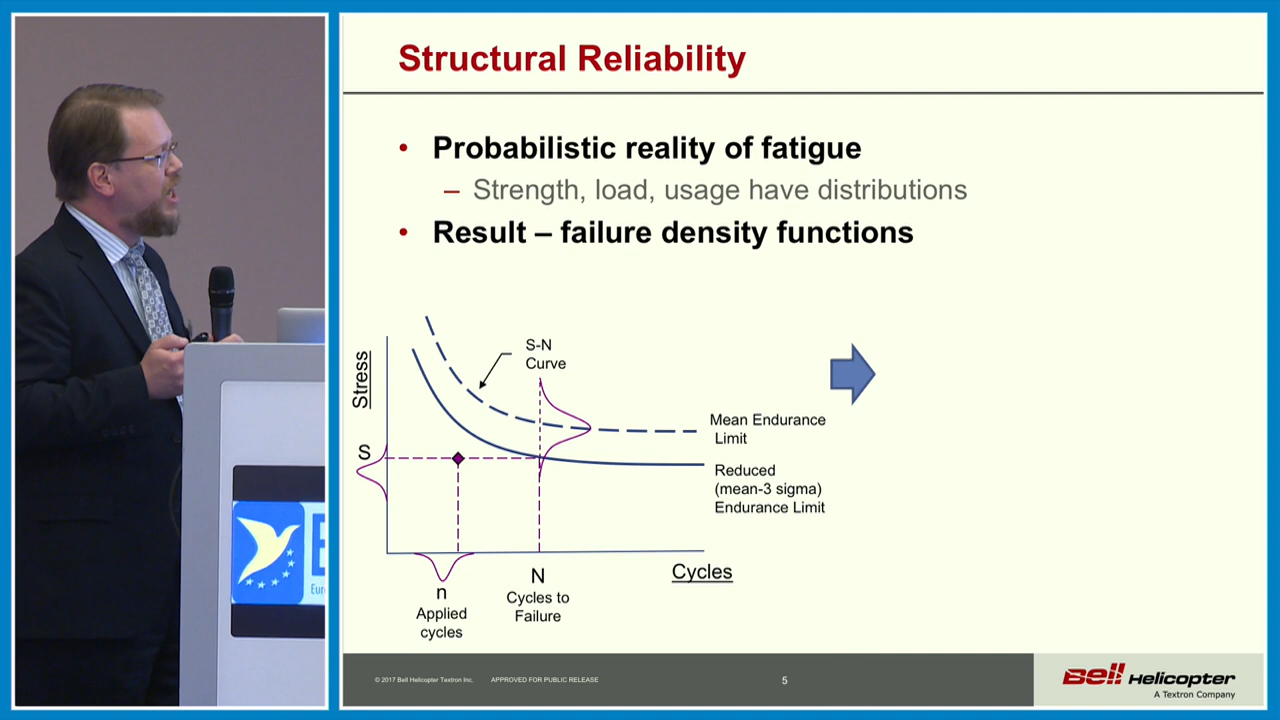 Structural Reliability
• Probabilistic reality of fatigue
– Strength, load, usage have distributions
• Result – failure density functions
S-N
Curve
Stress
Mean Endurance
Limit
S
Reduced
(mean-3 sigma)
Endurance Limit
Cycles
n
Applied
cycles
N
Cycles to
Failure
E
Eur
© 2017 Bell Helicopter Textron Inc. APPROVED FOR PUBLIC RELEASE
5
Bell Helicopter
A Textron Company